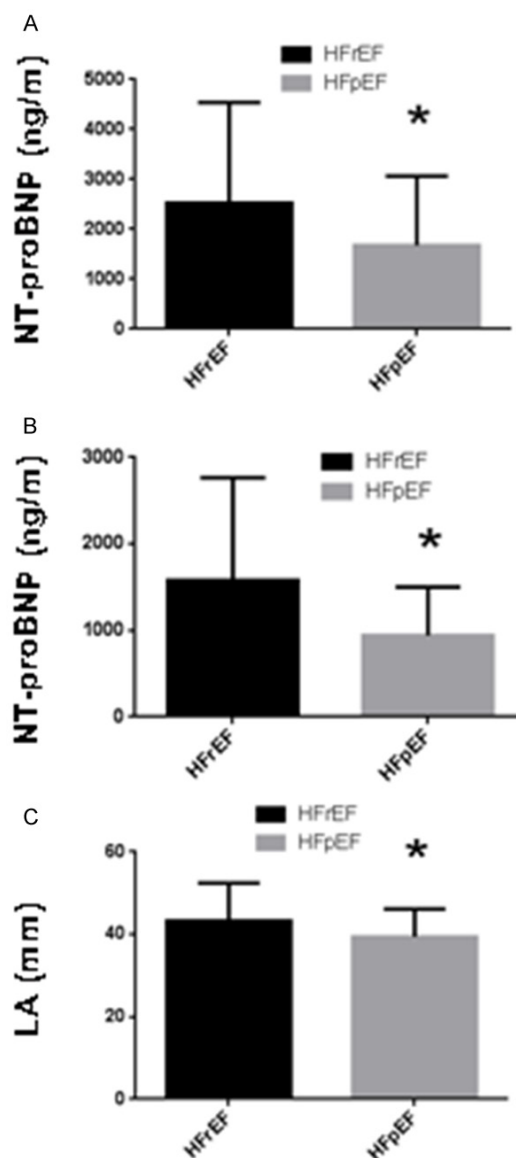 A
HFrEF
HFpEF
NT-proBNP (ng/m)
5000
4000
3000
2000
1000
0
*
HFrEF
HFpEF
B
HFrEF
HFpEF
NT-proBNP (ng/m)
3000
2000
1000
0
*
HFrEF
HFpEF
C
HFrEF
HFpEF
LA (mm)
60
40
20
0
*
HFrEF
HFpEF